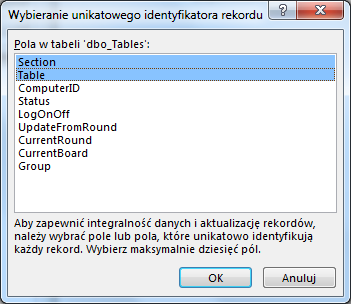 Wybieranie unikatowego identyfikatora rekordu
Pola w tabeli 'dbo_Tables':
Section
Table
ComputerID
Status
LogOnOff
UpdateFromRound
CurrentRound
CurrentBoard
Group
Aby zapewnić integralność danych i aktualizację rekordów,
należy wybrać pole lub pola, które unikatowo identyfikują
każdy rekord. Wybierz maksymalnie dziesięć pól.
OK
Anuluj